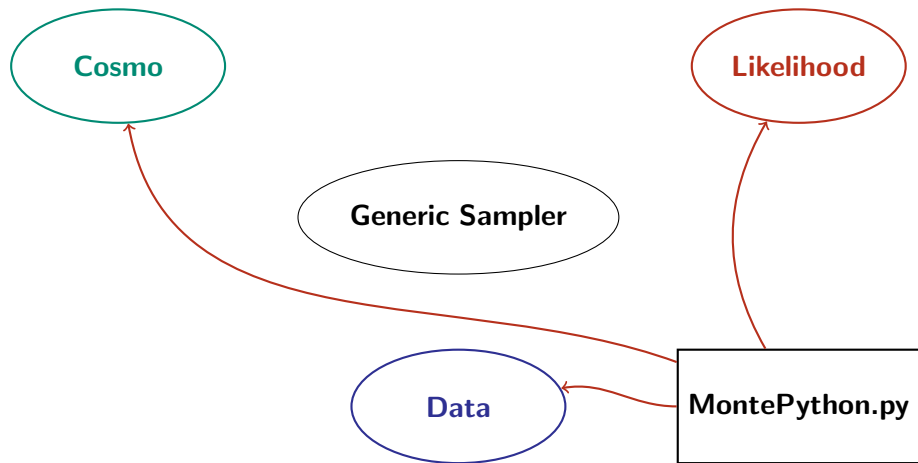 Cosmo
Likelihood
Generic Sampler
Data
MontePython.py